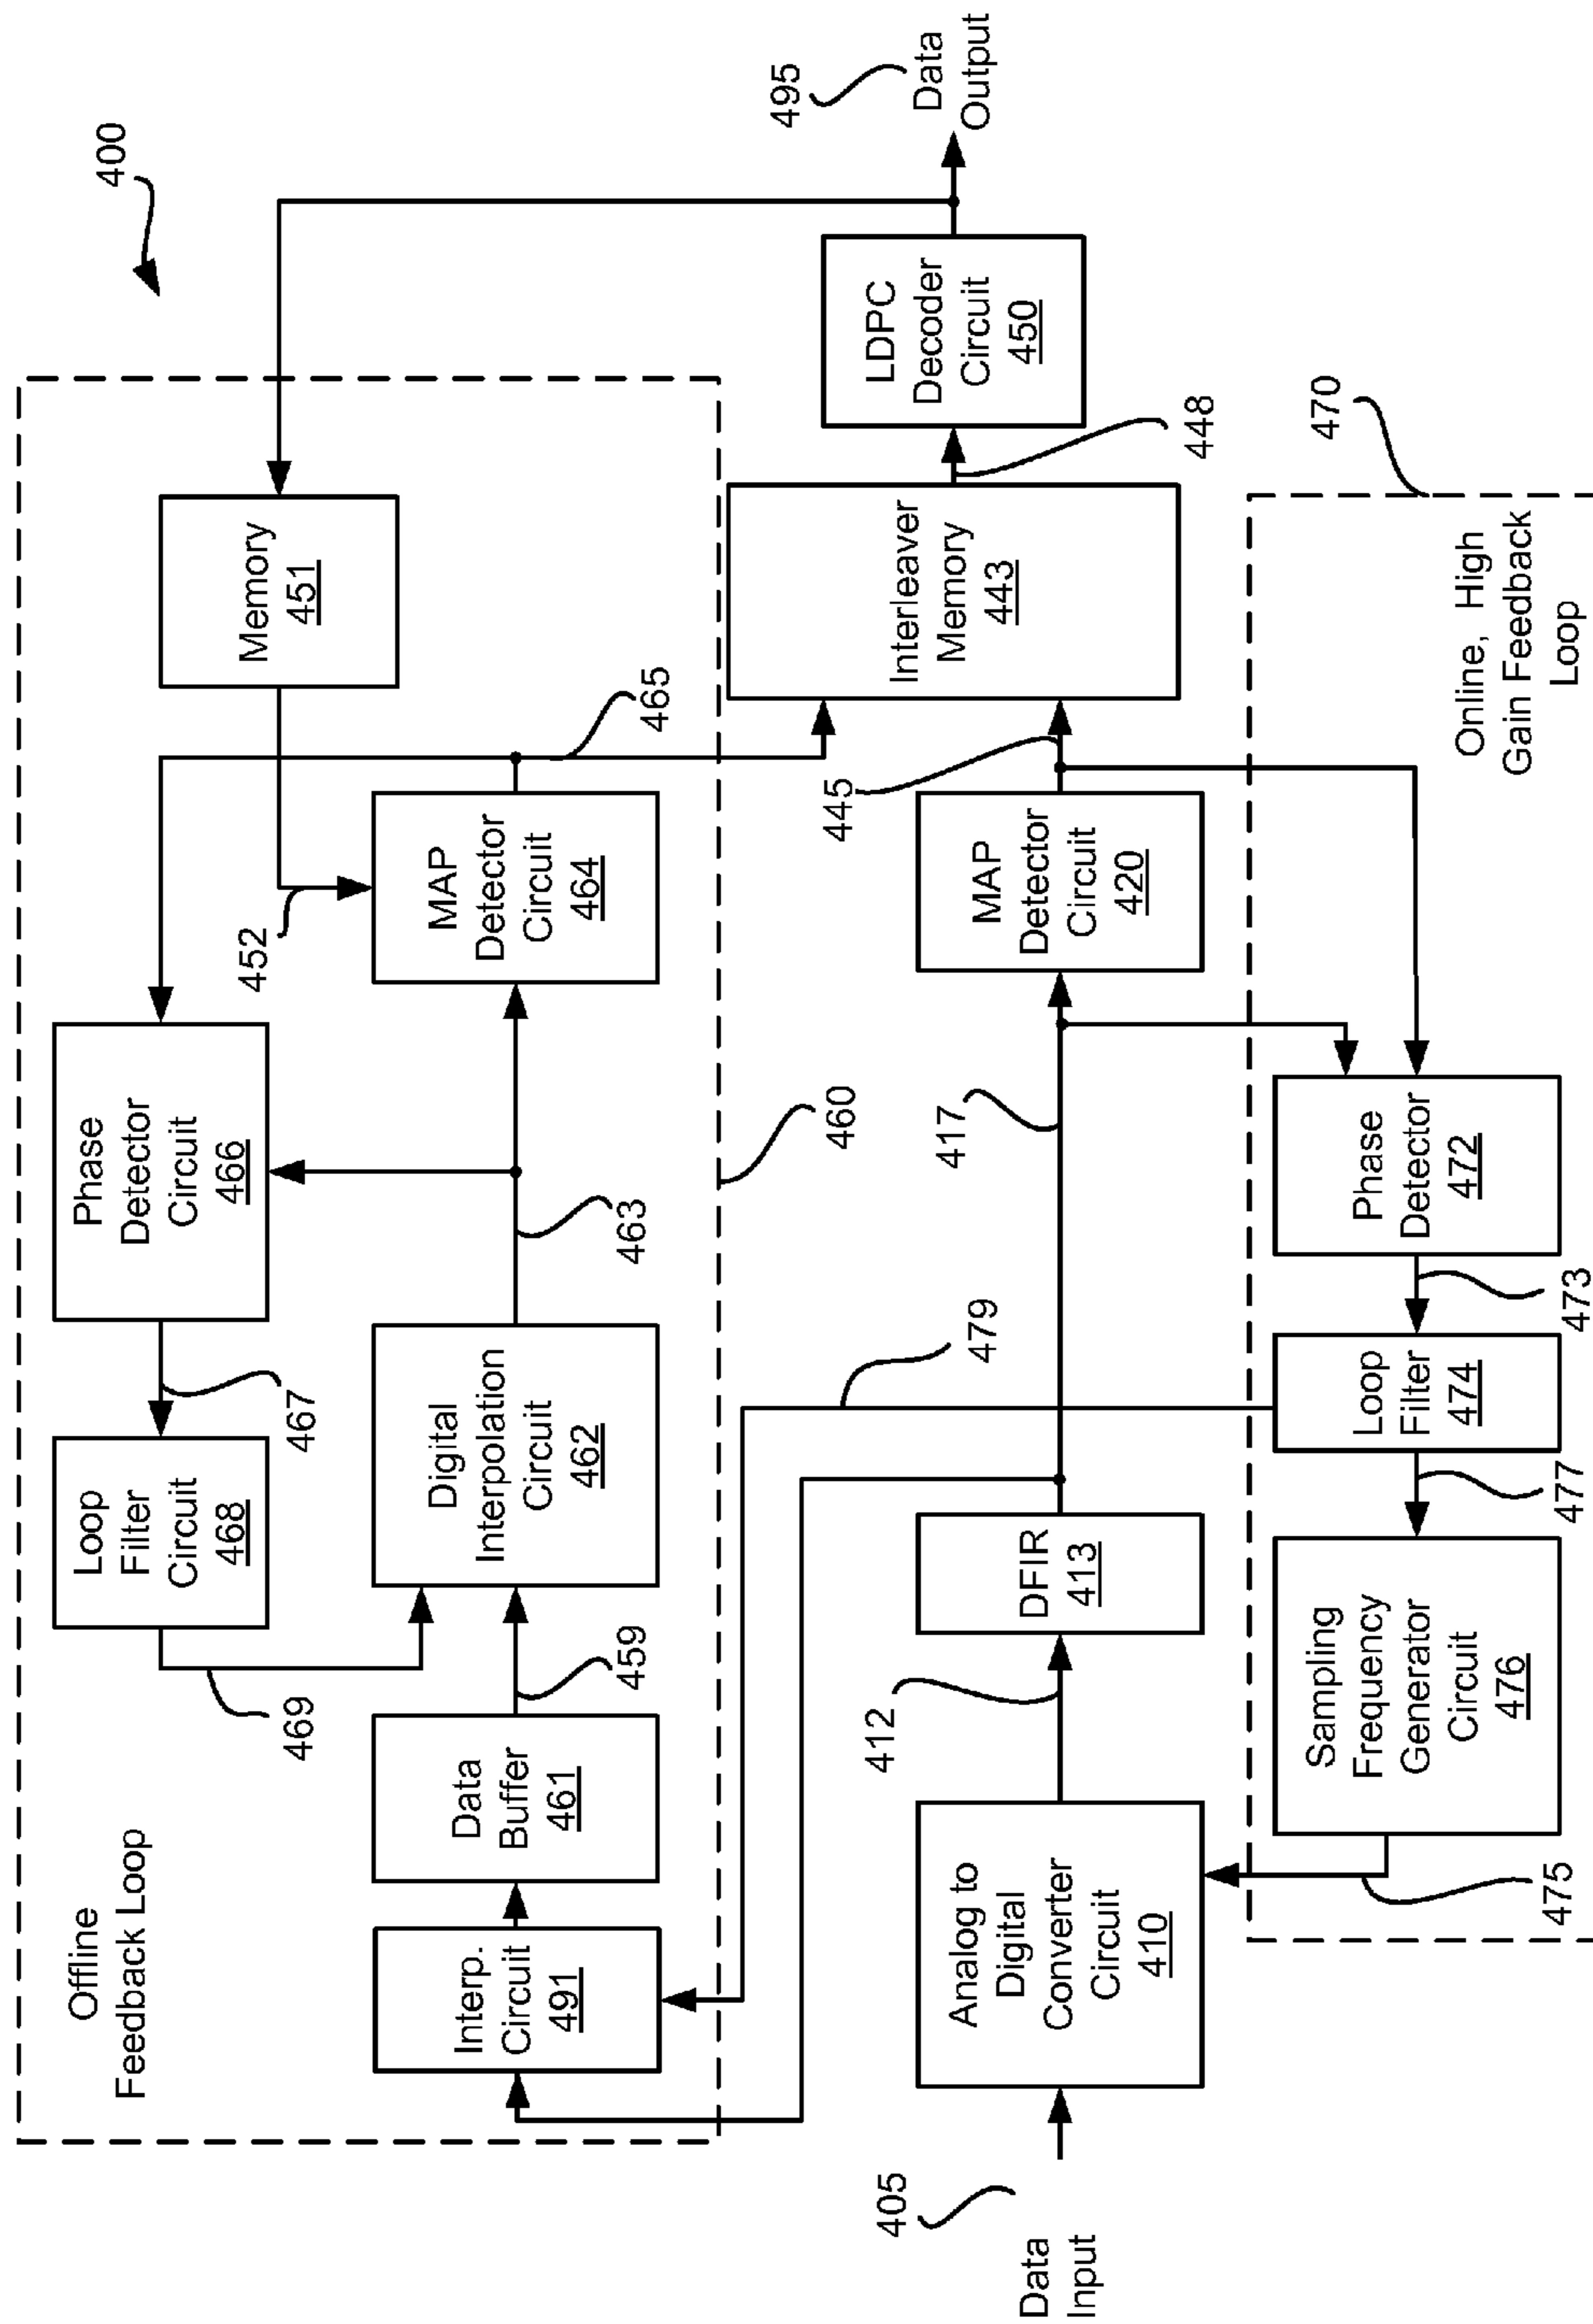 400
Offline
Feedback Loop
Loop
Filter
Circuit
468
467
Phase
Detector
Circuit
466
Memory
451
469
452
465
Interp.
Circuit
491
Data
Buffer
461
459
Digital
Interpolation
Circuit
462
463
MAP
Detector
Circuit
464
460
479
405
Data
Input
Analog to
Digital
Converter
Circuit
410
412
DFIR
413
417
MAP
Detector
Circuit
420
445
Interleaver
Memory
443
448
LDPC
Decoder
Circuit
450
495
Data
Output
475
Sampling
Frequency
Generator
Circuit
476
477
Loop
Filter
474
473
Phase
Detector
472
Online, High
Gain Feedback
Loop
470